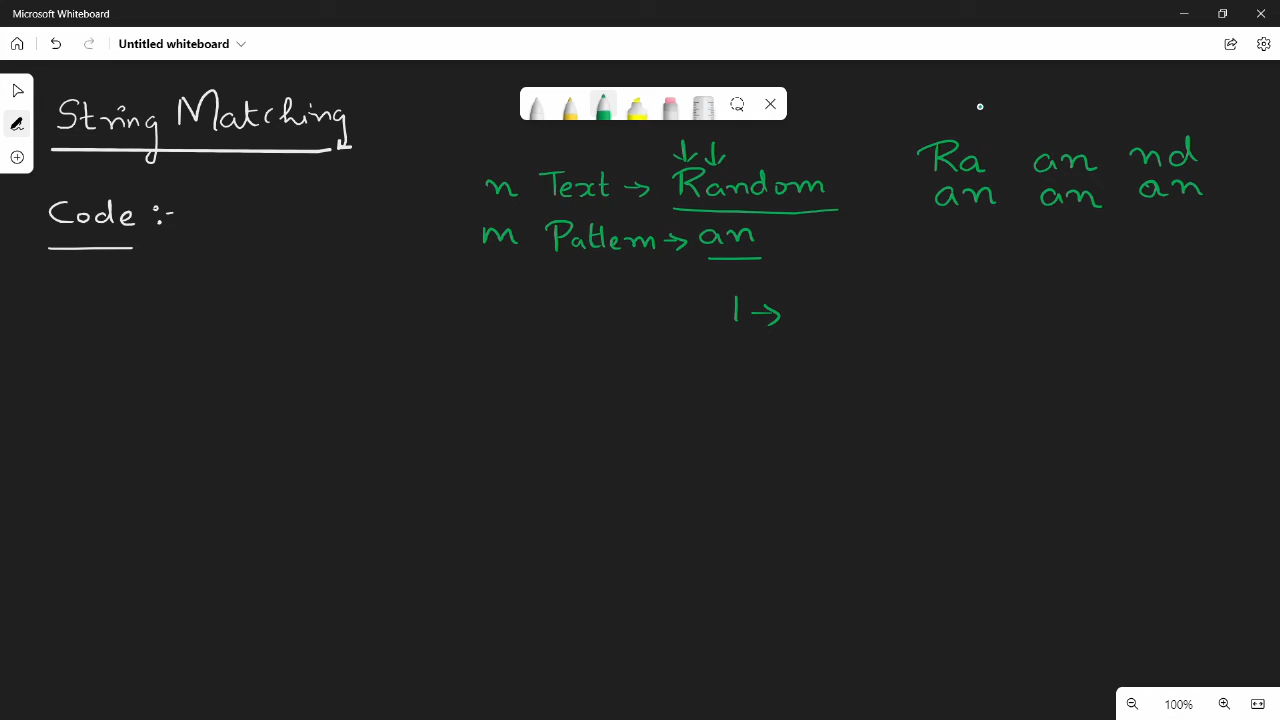 Microsoft Whiteboard
Untitled whiteboard
String Matching
Code :-
n Text → Random
m Pattern → an
1 →
Ra an nd
an an an
100%